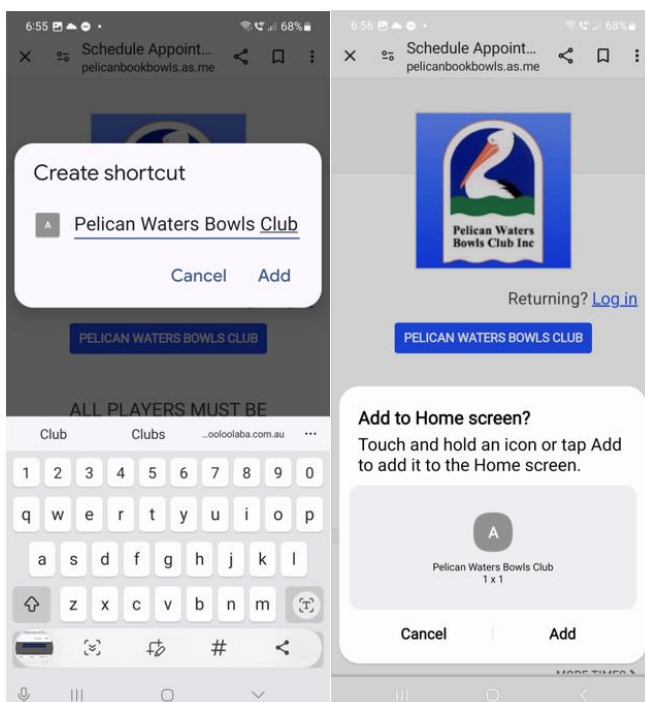 6:55 68%
Schedule Appoint...
pelicanbookbowls.as.me
Create shortcut
A Pelican Waters Bowls Club
Cancel Add
PELICAN WATERS BOWLS CLUB
ALL PLAYERS MUST BE
Club Clubs ...ooloolaba.com.au ...
1 2 3 4 5 6 7 8 9 0
q w e r t y u i o p
a s d f g h j k l
z x c v b n m T
#
6:56 68%
Schedule Appoint...
pelicanbookbowls.as.me
Pelican Waters
Bowls Club Inc
Returning? Log in
PELICAN WATERS BOWLS CLUB
Add to Home screen?
Touch and hold an icon or tap Add
to add it to the Home screen.
A
Pelican Waters Bowls Club
1 x 1
Cancel Add
MORE TIMES >